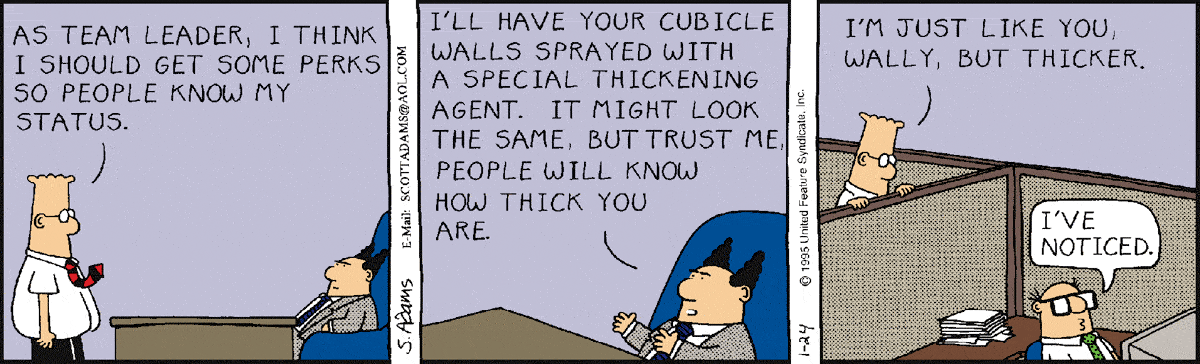 AS TEAM LEADER, I THINK
I SHOULD GET SOME PERKS
SO PEOPLE KNOW MY
STATUS.
S. Adams
E-Mail: SCOTTADAMS@AOL.COM
I'LL HAVE YOUR CUBICLE
WALLS SPRAYED WITH
A SPECIAL THICKENING
AGENT. IT MIGHT LOOK
THE SAME, BUT TRUST ME,
PEOPLE WILL KNOW
HOW THICK YOU
ARE.
1-24
© 1995 United Feature Syndicate, Inc.
I'M JUST LIKE YOU,
WALLY, BUT THICKER.
I'VE
NOTICED.